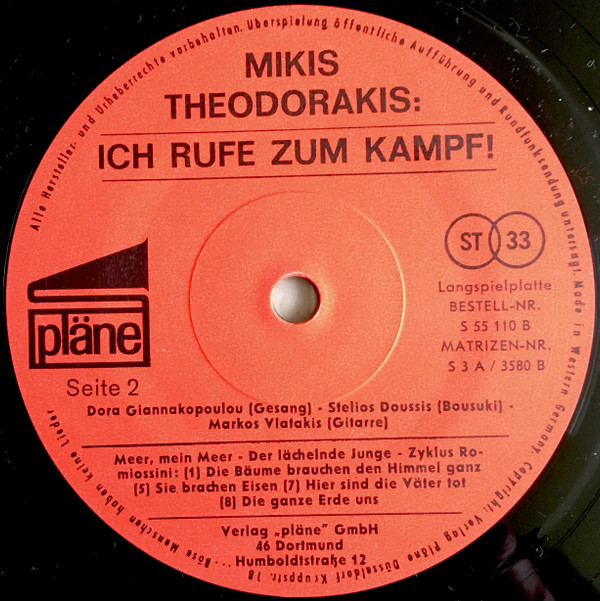 MIKIS
THEODORAKIS:
ICH RUFE ZUM KAMPF!
ST 33
Langspielplatte
BESTELL-NR.
S 55 110 B
MATRIZEN-NR.
S 3 A / 3580 B
pläne
Seite 2
Dora Giannakopoulou (Gesang) - Stelios Doussis (Bousuki) -
Markos Vlatakis (Gitarre)
Meer, mein Meer - Der lächelnde Junge - Zyklus Ro-
miossini: (1) Die Bäume brauchen den Himmel ganz
(5) Sie brachen Eisen (7) Hier sind die Väter tot
(8) Die ganze Erde uns
Verlag „pläne" GmbH
46 Dortmund
Humboldtstraße 12
Alle Hersteller- und Urheberrechte vorbehalten. Überspielung öffentliche Aufführung und Rundfunksendung untersagt. Made in Western Germany. Copyright: Verlag Pläne Düsseldorf Kruppstr. 18
... Böse Menschen haben keine Lieder